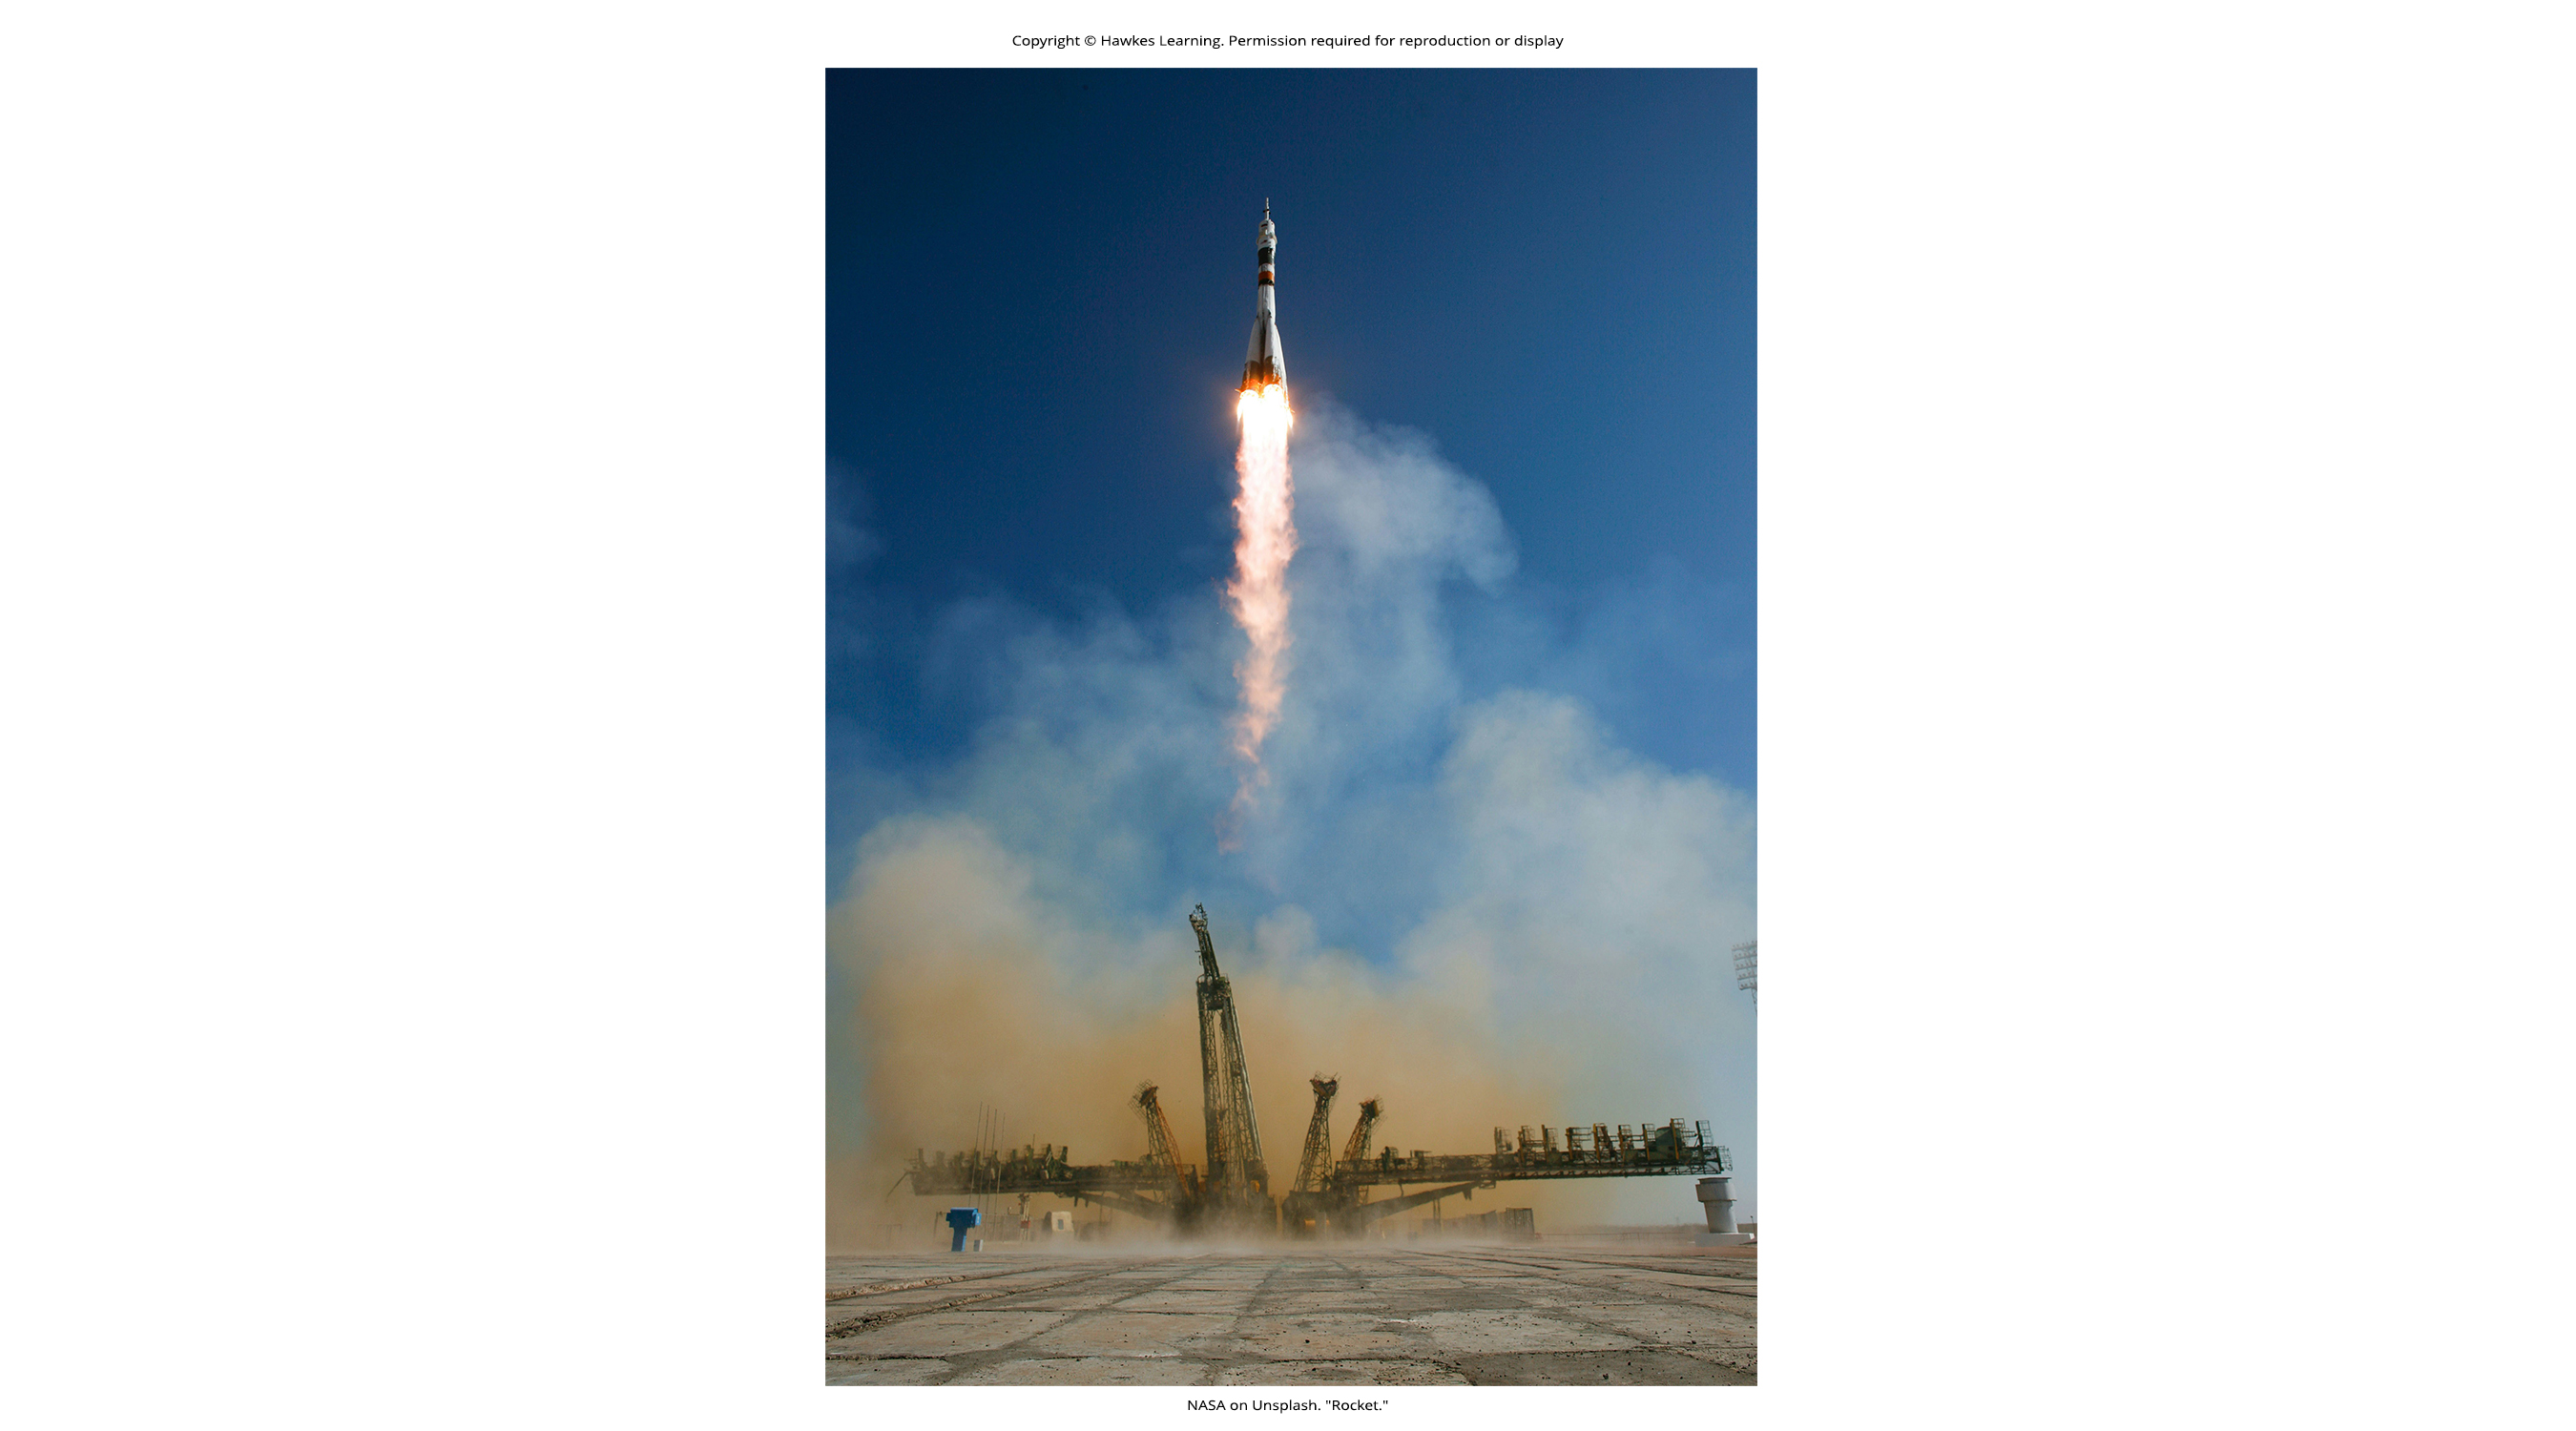 Copyright © Hawkes Learning. Permission required for reproduction or display
NASA on Unsplash. "Rocket."